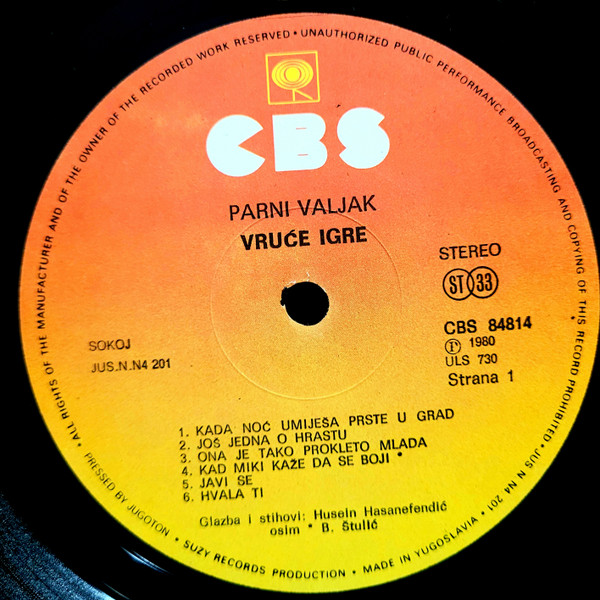 • ALL RIGHTS OF THE MANUFACTURER AND OF THE OWNER OF THE RECORDED WORK RESERVED • UNAUTHORIZED PUBLIC PERFORMANCE BROADCASTING AND COPYING OF THIS RECORD PROHIBITED • JUS N N4 201 •
CBS
PARNI VALJAK
VRUĆE IGRE
STEREO
ST 33
SOKOJ
JUS.N.N4 201
CBS 84814
Ⓟ 1980
ULS 730
Strana 1
1. KADA NOĆ UMIJEŠA PRSTE U GRAD
2. JOŠ JEDNA O HRASTU
3. ONA JE TAKO PROKLETO MLADA
4. KAD MIKI KAŽE DA SE BOJI *
5. JAVI SE
6. HVALA TI
Glazba i stihovi: Husein Hasanefendić
osim * B. Štulić
PRESSED BY JUGOTON • SUZY RECORDS PRODUCTION • MADE IN YUGOSLAVIA